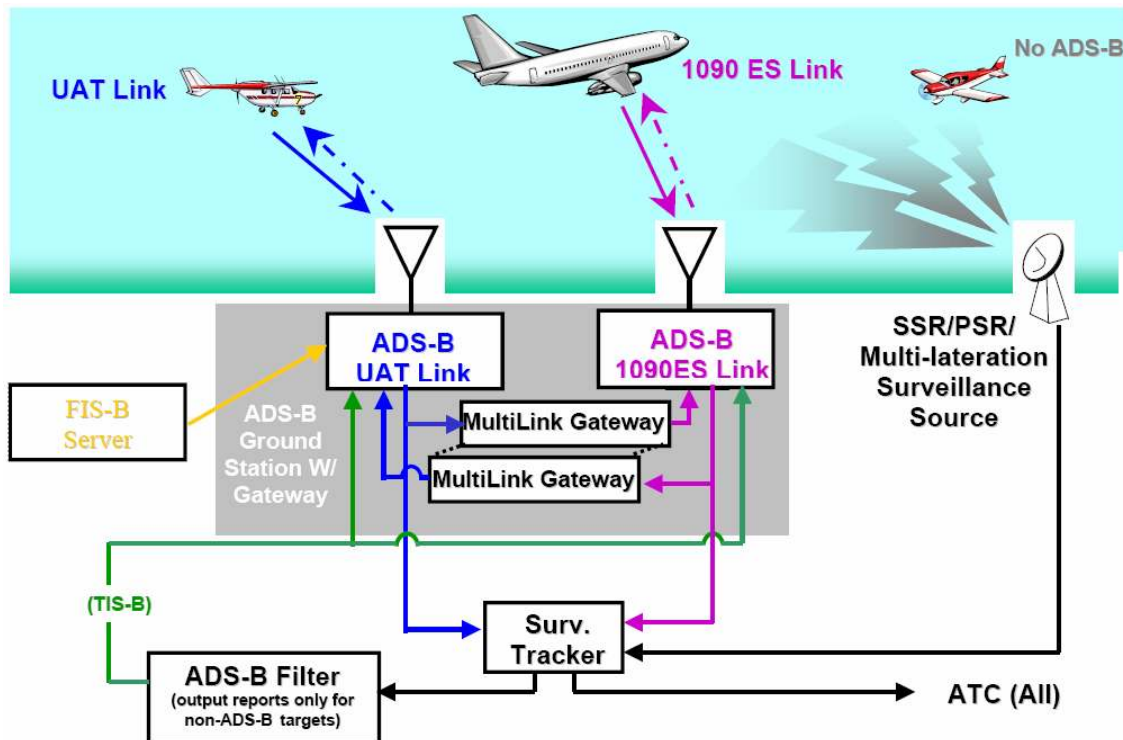 UAT Link
1090 ES Link
No ADS-B
7
ADS-B
UAT Link
ADS-B
1090ES Link
SSR/PSR/
Multi-lateration
Surveillance
Source
FIS-B
Server
ADS-B
Ground
Station W/
Gateway
MultiLink Gateway
MultiLink Gateway
(TIS-B)
Surv.
Tracker
ADS-B Filter
(output reports only for
non-ADS-B targets)
ATC (All)